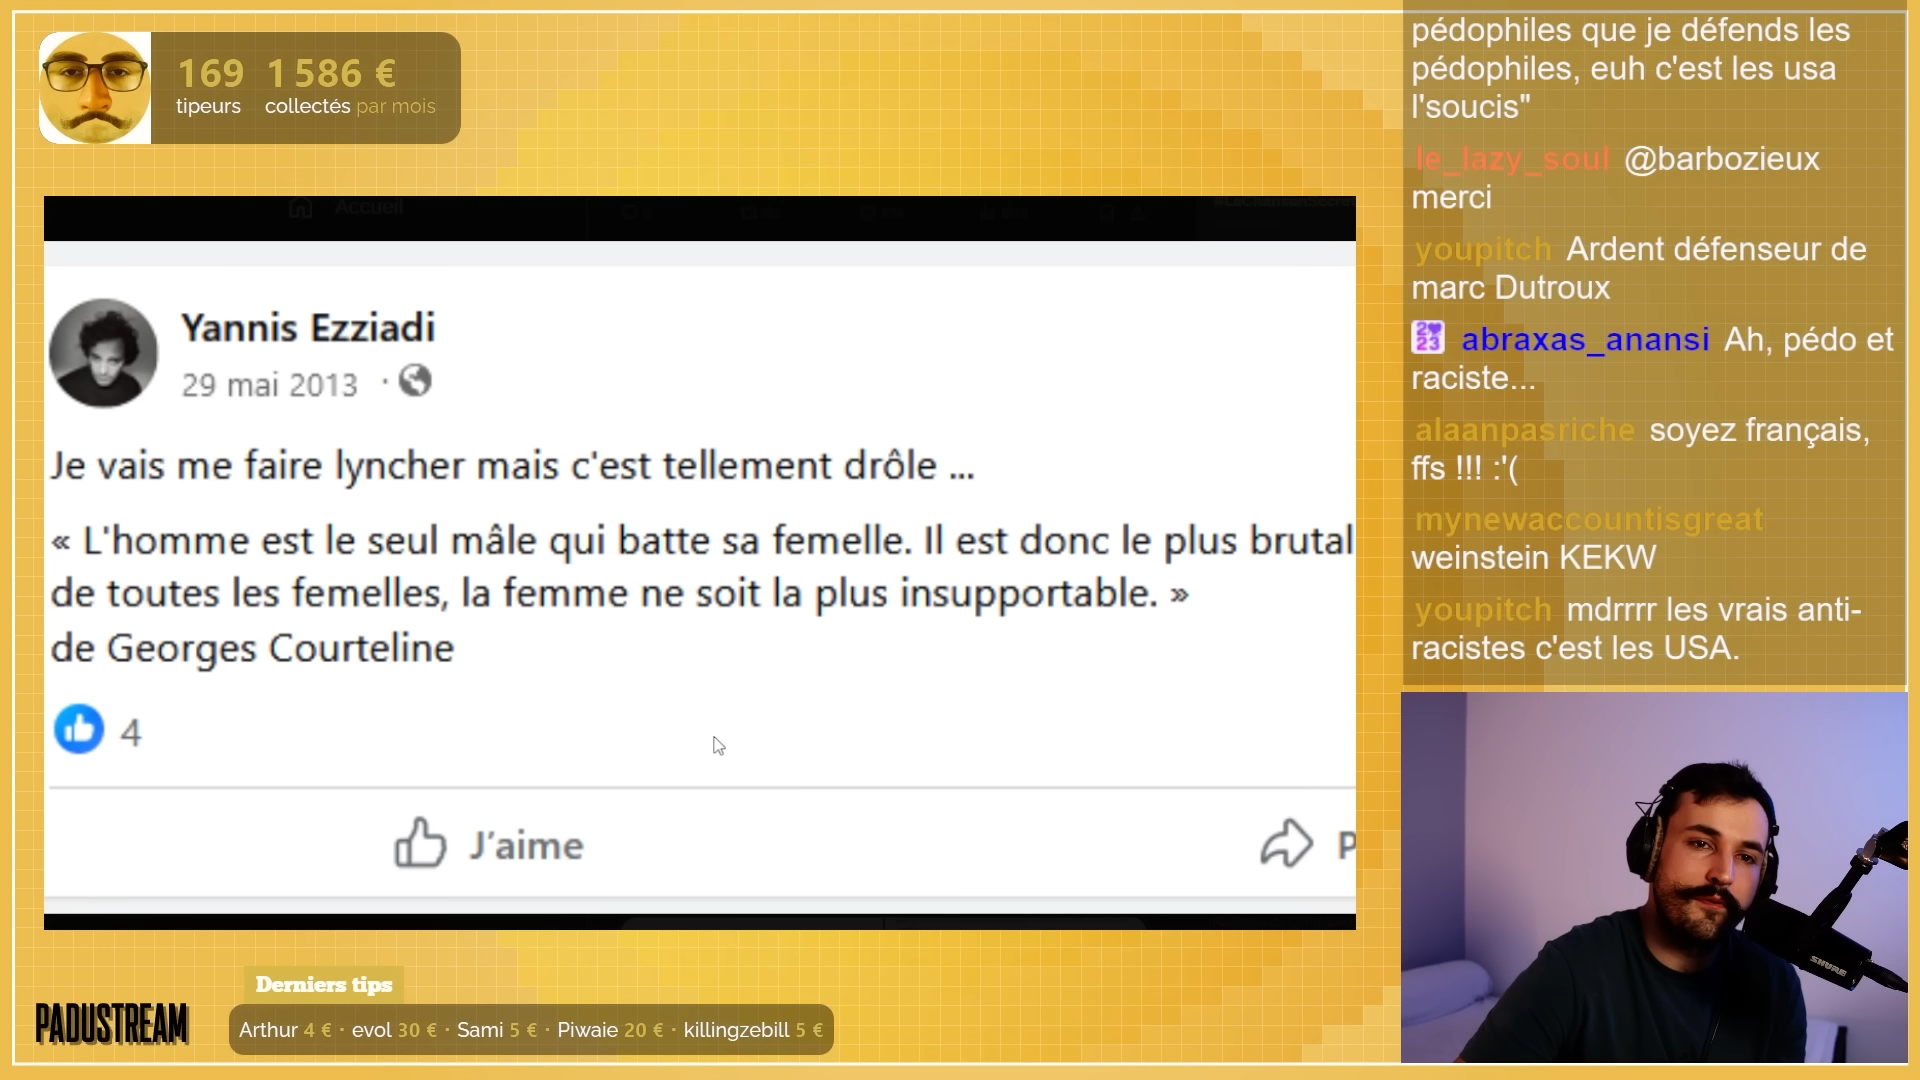 169 1 586 €
tipeurs collectés par mois
Accueil
Yannis Ezziadi
29 mai 2013 ·
Je vais me faire lyncher mais c'est tellement drôle ...
« L'homme est le seul mâle qui batte sa femelle. Il est donc le plus brutal
de toutes les femelles, la femme ne soit la plus insupportable. »
de Georges Courteline
4
J'aime
P
pédophiles que je défends les
pédophiles, euh c'est les usa
l'soucis"
le_lazy_soul @barbozieux
merci
youpitch Ardent défenseur de
marc Dutroux
abraxas_anansi Ah, pédo et
raciste...
alaanpasriche soyez français,
ffs !!! :'(
mynewaccountisgreat
weinstein KEKW
youpitch mdrrrr les vrais anti-
racistes c'est les USA.
SHURE
Derniers tips
PADUSTREAM
Arthur 4 € · evol 30 € · Sami 5 € · Piwaie 20 € · killingzebill 5 €